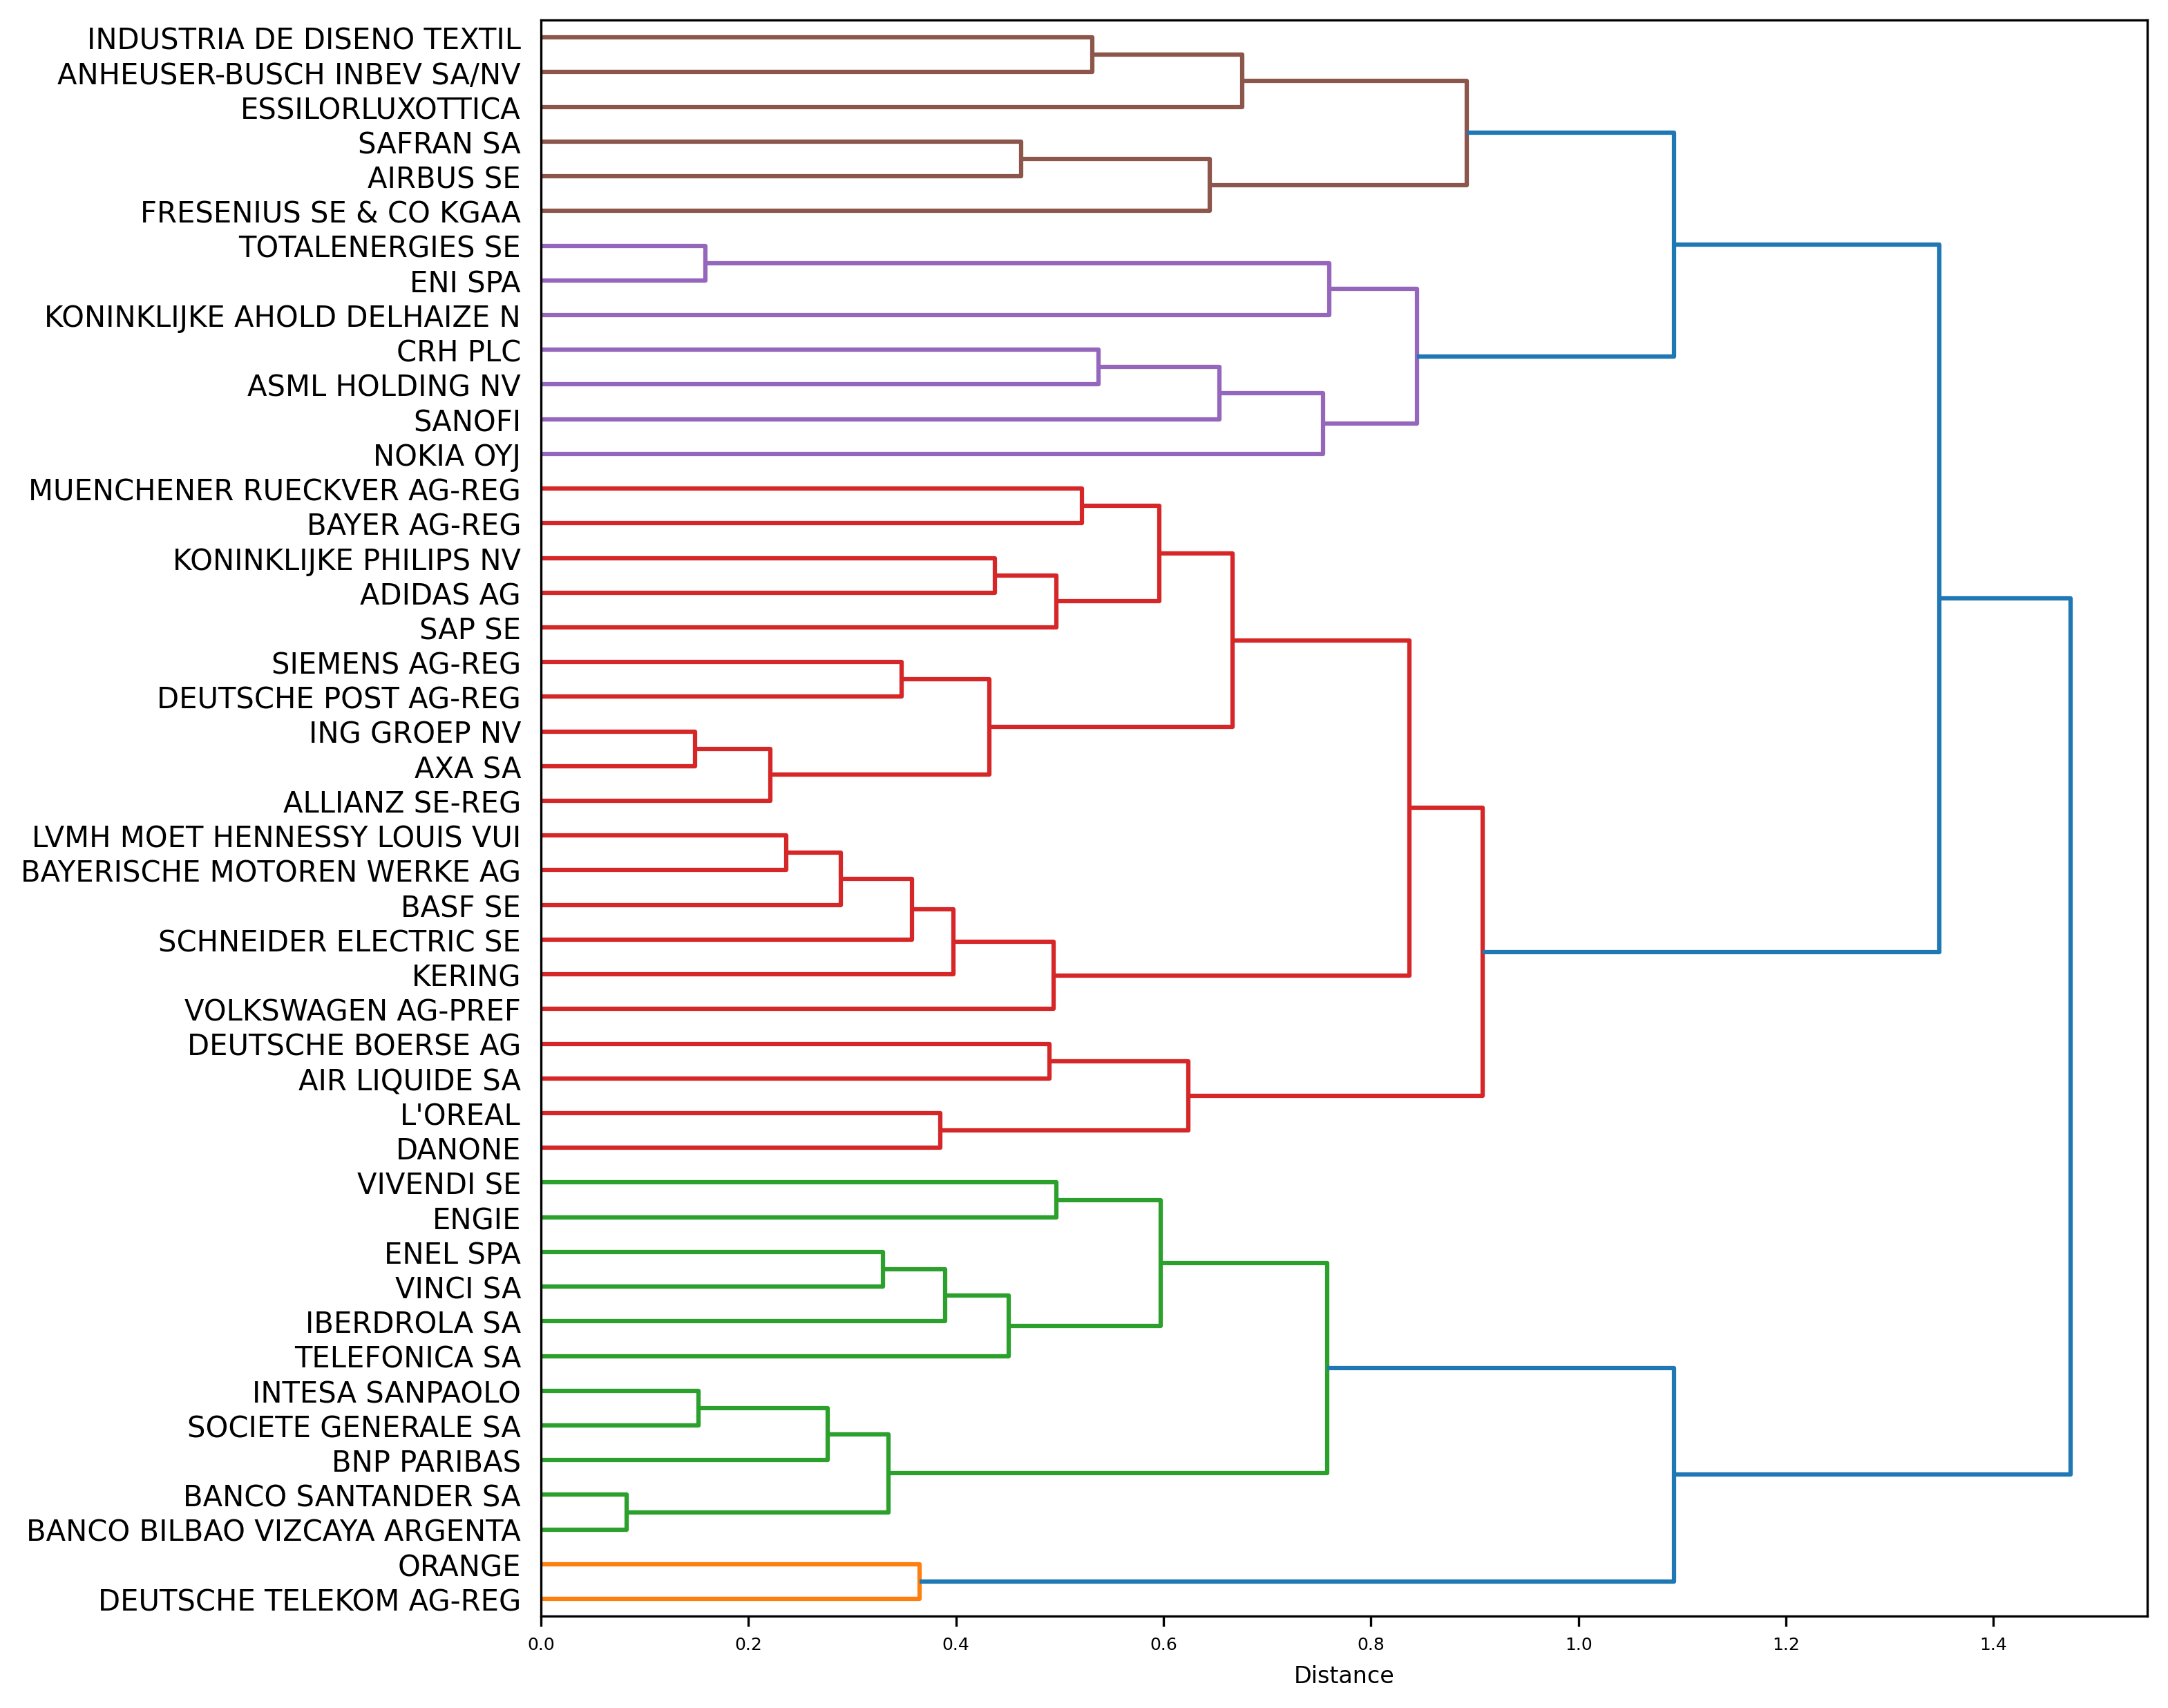 INDUSTRIA DE DISENO TEXTIL
ANHEUSER-BUSCH INBEV SA/NV
ESSILORLUXOTTICA
SAFRAN SA
AIRBUS SE
FRESENIUS SE & CO KGAA
TOTALENERGIES SE
ENI SPA
KONINKLIJKE AHOLD DELHAIZE N
CRH PLC
ASML HOLDING NV
SANOFI
NOKIA OYJ
MUENCHENER RUECKVER AG-REG
BAYER AG-REG
KONINKLIJKE PHILIPS NV
ADIDAS AG
SAP SE
SIEMENS AG-REG
DEUTSCHE POST AG-REG
ING GROEP NV
AXA SA
ALLIANZ SE-REG
LVMH MOET HENNESSY LOUIS VUI
BAYERISCHE MOTOREN WERKE AG
BASF SE
SCHNEIDER ELECTRIC SE
KERING
VOLKSWAGEN AG-PREF
DEUTSCHE BOERSE AG
AIR LIQUIDE SA
L'OREAL
DANONE
VIVENDI SE
ENGIE
ENEL SPA
VINCI SA
IBERDROLA SA
TELEFONICA SA
INTESA SANPAOLO
SOCIETE GENERALE SA
BNP PARIBAS
BANCO SANTANDER SA
BANCO BILBAO VIZCAYA ARGENTA
ORANGE
DEUTSCHE TELEKOM AG-REG
0.0 0.2 0.4 0.6 0.8 1.0 1.2 1.4
Distance